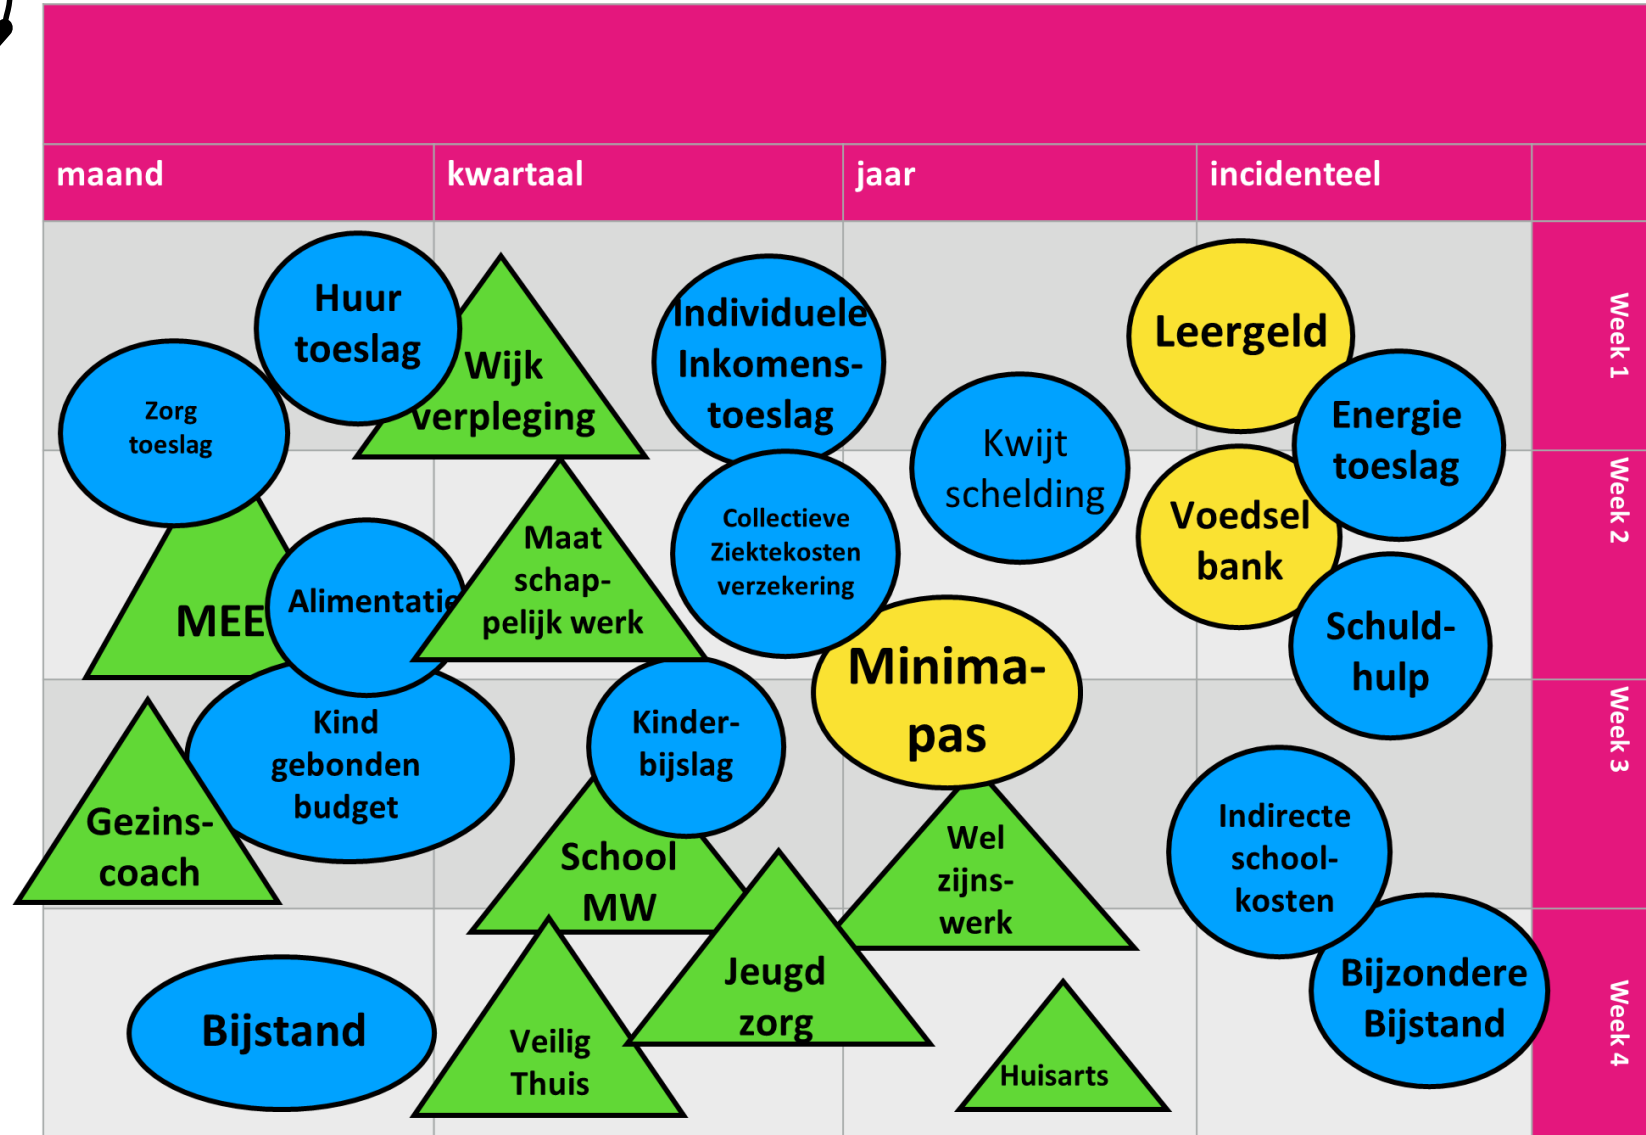 maand
kwartaal
jaar
incidenteel
Week 1
Week 2
Week 3
Week 4
Huur
toeslag
Zorg
toeslag
Wijk
verpleging
Individuele
Inkomens-
toeslag
Kwijt
schelding
Leergeld
Energie
toeslag
MEE
Alimentatie
Maat
schap-
pelijk werk
Collectieve
Ziektekosten
verzekering
Voedsel
bank
Schuld-
hulp
Minima-
pas
Gezins-
coach
Kind
gebonden
budget
Kinder-
bijslag
School
MW
Wel
zijns-
werk
Indirecte
school-
kosten
Bijstand
Veilig
Thuis
Jeugd
zorg
Huisarts
Bijzondere
Bijstand